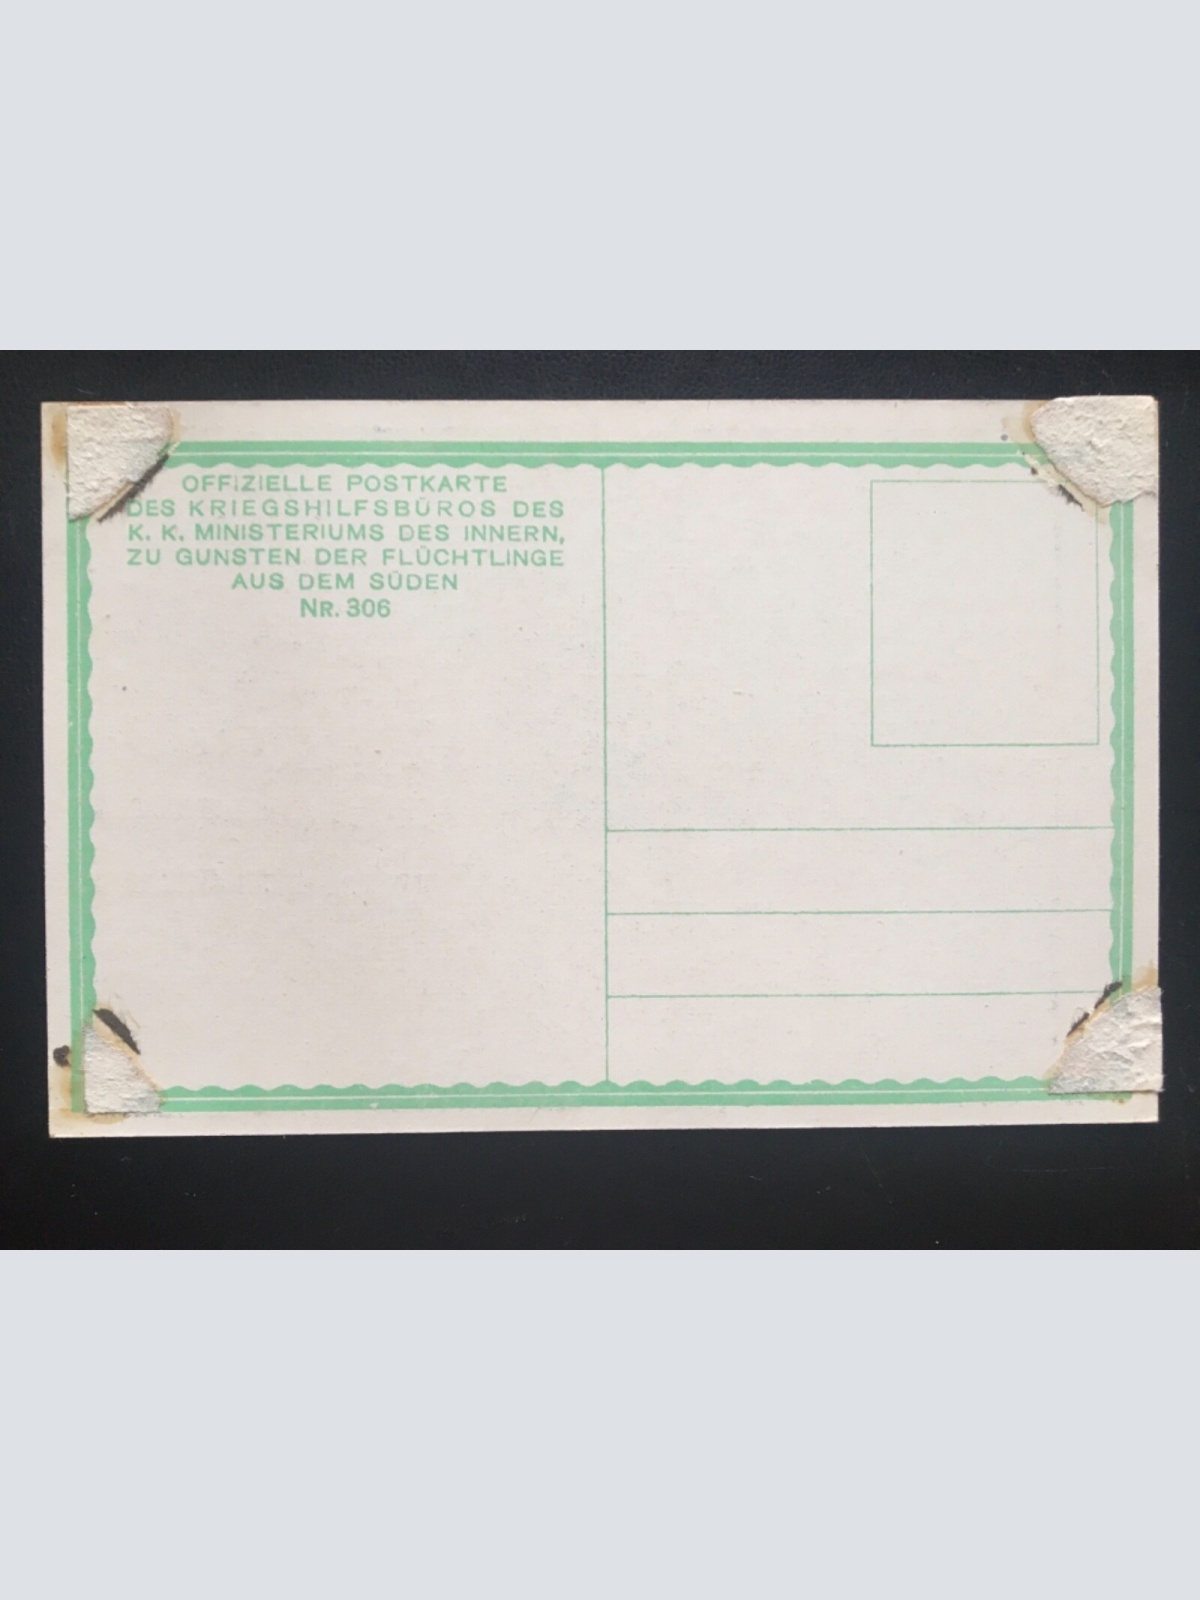 OFFIZIELLE POSTKARTE
DES KRIEGSHILFSBÜROS DES
K. K. MINISTERIUMS DES INNERN,
ZU GUNSTEN DER FLÜCHTLINGE
AUS DEM SÜDEN
NR. 306